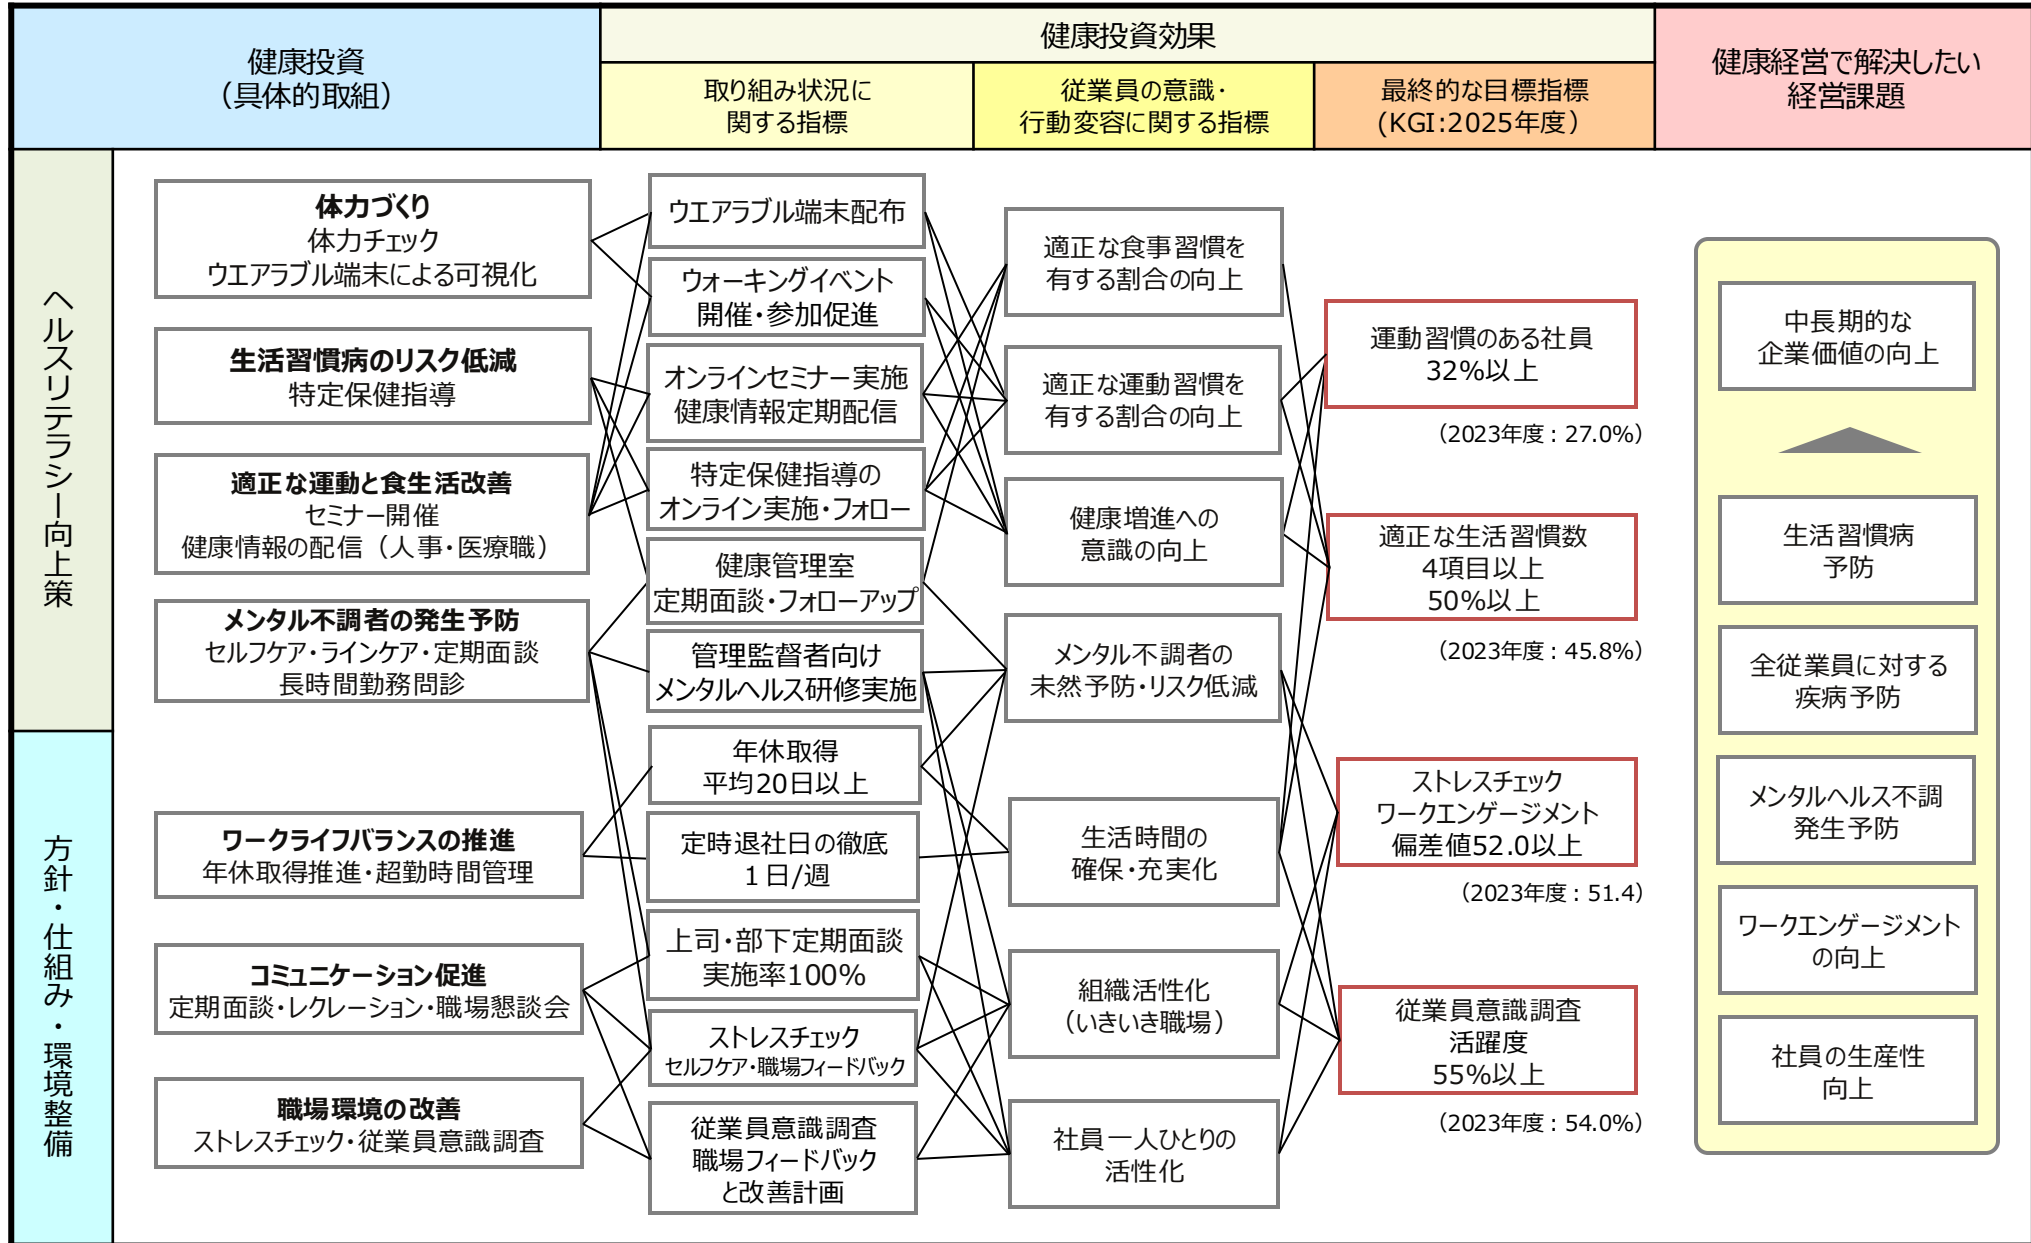 健康投資
（具体的取組）
健康投資効果
取り組み状況に
関する指標
従業員の意識・
行動変容に関する指標
最終的な目標指標
(KGI:2025年度）
健康経営で解決したい
経営課題
ヘルスリテラシー向上策
体力づくり
体力チェック
ウエアラブル端末による可視化
生活習慣病のリスク低減
特定保健指導
適正な運動と食生活改善
セミナー開催
健康情報の配信（人事・医療職）
メンタル不調者の発生予防
セルフケア・ラインケア・定期面談
長時間勤務問診
方針・仕組み・環境整備
ワークライフバランスの推進
年休取得推進・超勤時間管理
コミュニケーション促進
定期面談・レクレーション・職場懇談会
職場環境の改善
ストレスチェック・従業員意識調査
ウエアラブル端末配布
ウォーキングイベント
開催・参加促進
オンラインセミナー実施
健康情報定期配信
特定保健指導の
オンライン実施・フォロー
健康管理室
定期面談・フォローアップ
管理監督者向け
メンタルヘルス研修実施
年休取得
平均20日以上
定時退社日の徹底
１日/週
上司・部下定期面談
実施率100%
ストレスチェック
セルフケア・職場フィードバック
従業員意識調査
職場フィードバック
と改善計画
適正な食事習慣を
有する割合の向上
適正な運動習慣を
有する割合の向上
健康増進への
意識の向上
メンタル不調者の
未然予防・リスク低減
生活時間の
確保・充実化
組織活性化
（いきいき職場）
社員一人ひとりの
活性化
運動習慣のある社員
32%以上
（2023年度：27.0%）
適正な生活習慣数
4項目以上
50%以上
（2023年度：45.8%）
ストレスチェック
ワークエンゲージメント
偏差値52.0以上
（2023年度：51.4）
従業員意識調査
活躍度
55%以上
（2023年度：54.0%）
中長期的な
企業価値の向上
生活習慣病
予防
全従業員に対する
疾病予防
メンタルヘルス不調
発生予防
ワークエンゲージメント
の向上
社員の生産性
向上